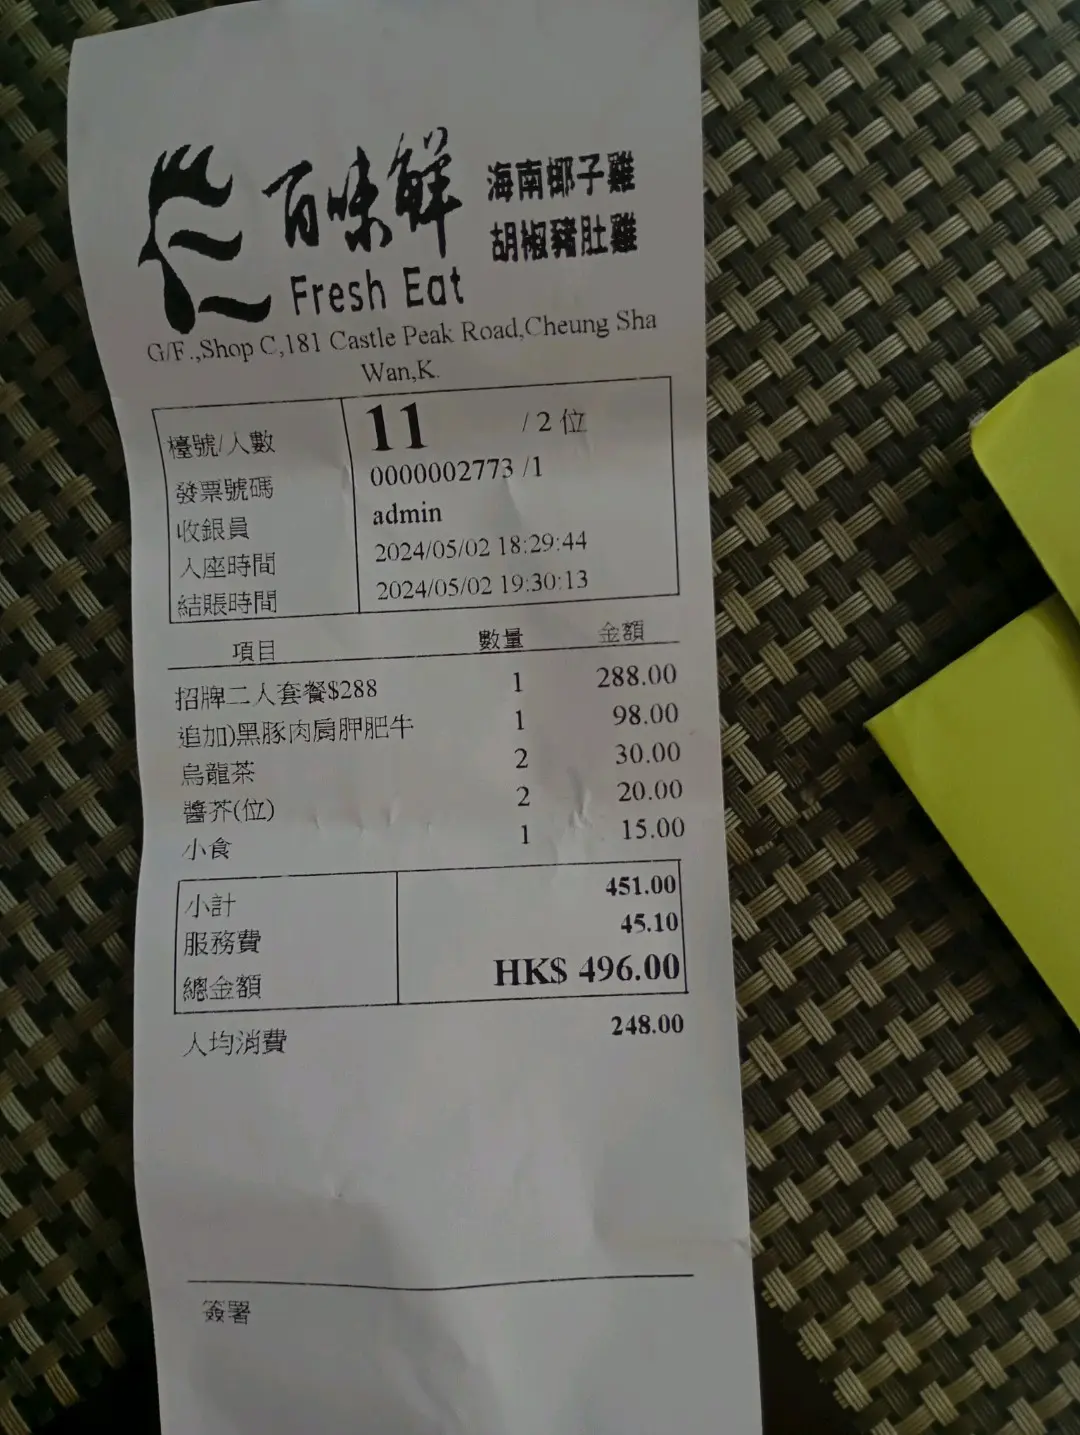 百味鮮
海南椰子雞
胡椒豬肚雞
Fresh Eat
G/F.,Shop C,181 Castle Peak Road,Cheung Sha
Wan,K.
檯號/人數 11 / 2 位
發票號碼 0000002773 /1
收銀員 admin
入座時間 2024/05/02 18:29:44
結賬時間 2024/05/02 19:30:13
項目 數量 金額
招牌二人套餐$288 1 288.00
追加)黑豚肉肩胛肥牛 1 98.00
烏龍茶 2 30.00
醬芥(位) 2 20.00
小食 1 15.00
小計 451.00
服務費 45.10
總金額 HK$ 496.00
人均消費 248.00
簽署